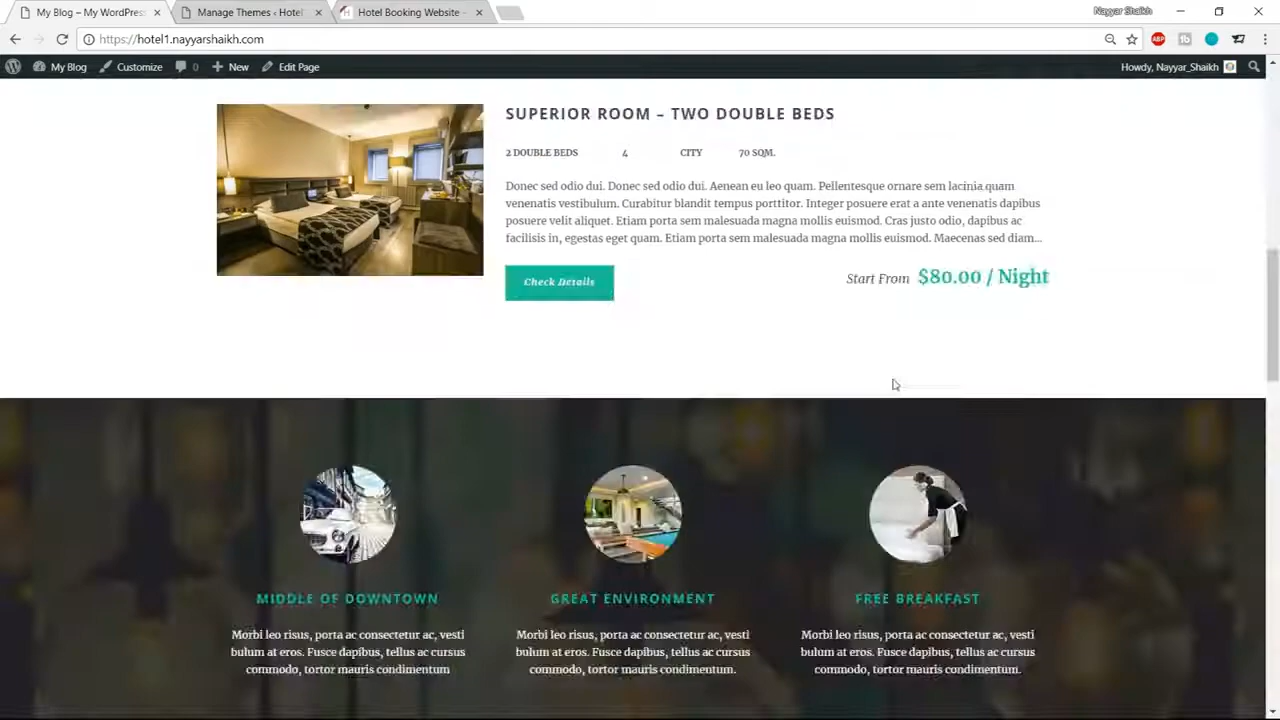 My Blog – My WordPress
Manage Themes ‹ Hotel
Hotel Booking Website –
Nayyar Shaikh
https://hotel1.nayyarshaikh.com
My Blog
Customize
0
New
Edit Page
Howdy, Nayyar_Shaikh
SUPERIOR ROOM – TWO DOUBLE BEDS
2 DOUBLE BEDS 4 CITY 70 SQM.
Donec sed odio dui. Donec sed odio dui. Aenean eu leo quam. Pellentesque ornare sem lacinia quam
venenatis vestibulum. Curabitur blandit tempus porttitor. Integer posuere erat a ante venenatis dapibus
posuere velit aliquet. Etiam porta sem malesuada magna mollis euismod. Cras justo odio, dapibus ac
facilisis in, egestas eget quam. Etiam porta sem malesuada magna mollis euismod. Maecenas sed diam...
Check Details
Start From $80.00 / Night
MIDDLE OF DOWNTOWN
Morbi leo risus, porta ac consectetur ac, vesti
bulum at eros. Fusce dapibus, tellus ac cursus
commodo, tortor mauris condimentum
GREAT ENVIRONMENT
Morbi leo risus, porta ac consectetur ac, vesti
bulum at eros. Fusce dapibus, tellus ac cursus
commodo, tortor mauris condimentum.
FREE BREAKFAST
Morbi leo risus, porta ac consectetur ac, vesti
bulum at eros. Fusce dapibus, tellus ac cursus
commodo, tortor mauris condimentum.